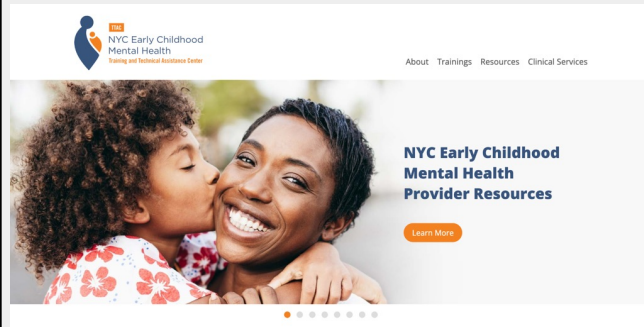 TTAC
NYC Early Childhood
Mental Health
Training and Technical Assistance Center
About Trainings Resources Clinical Services
NYC Early Childhood
Mental Health
Provider Resources
Learn More